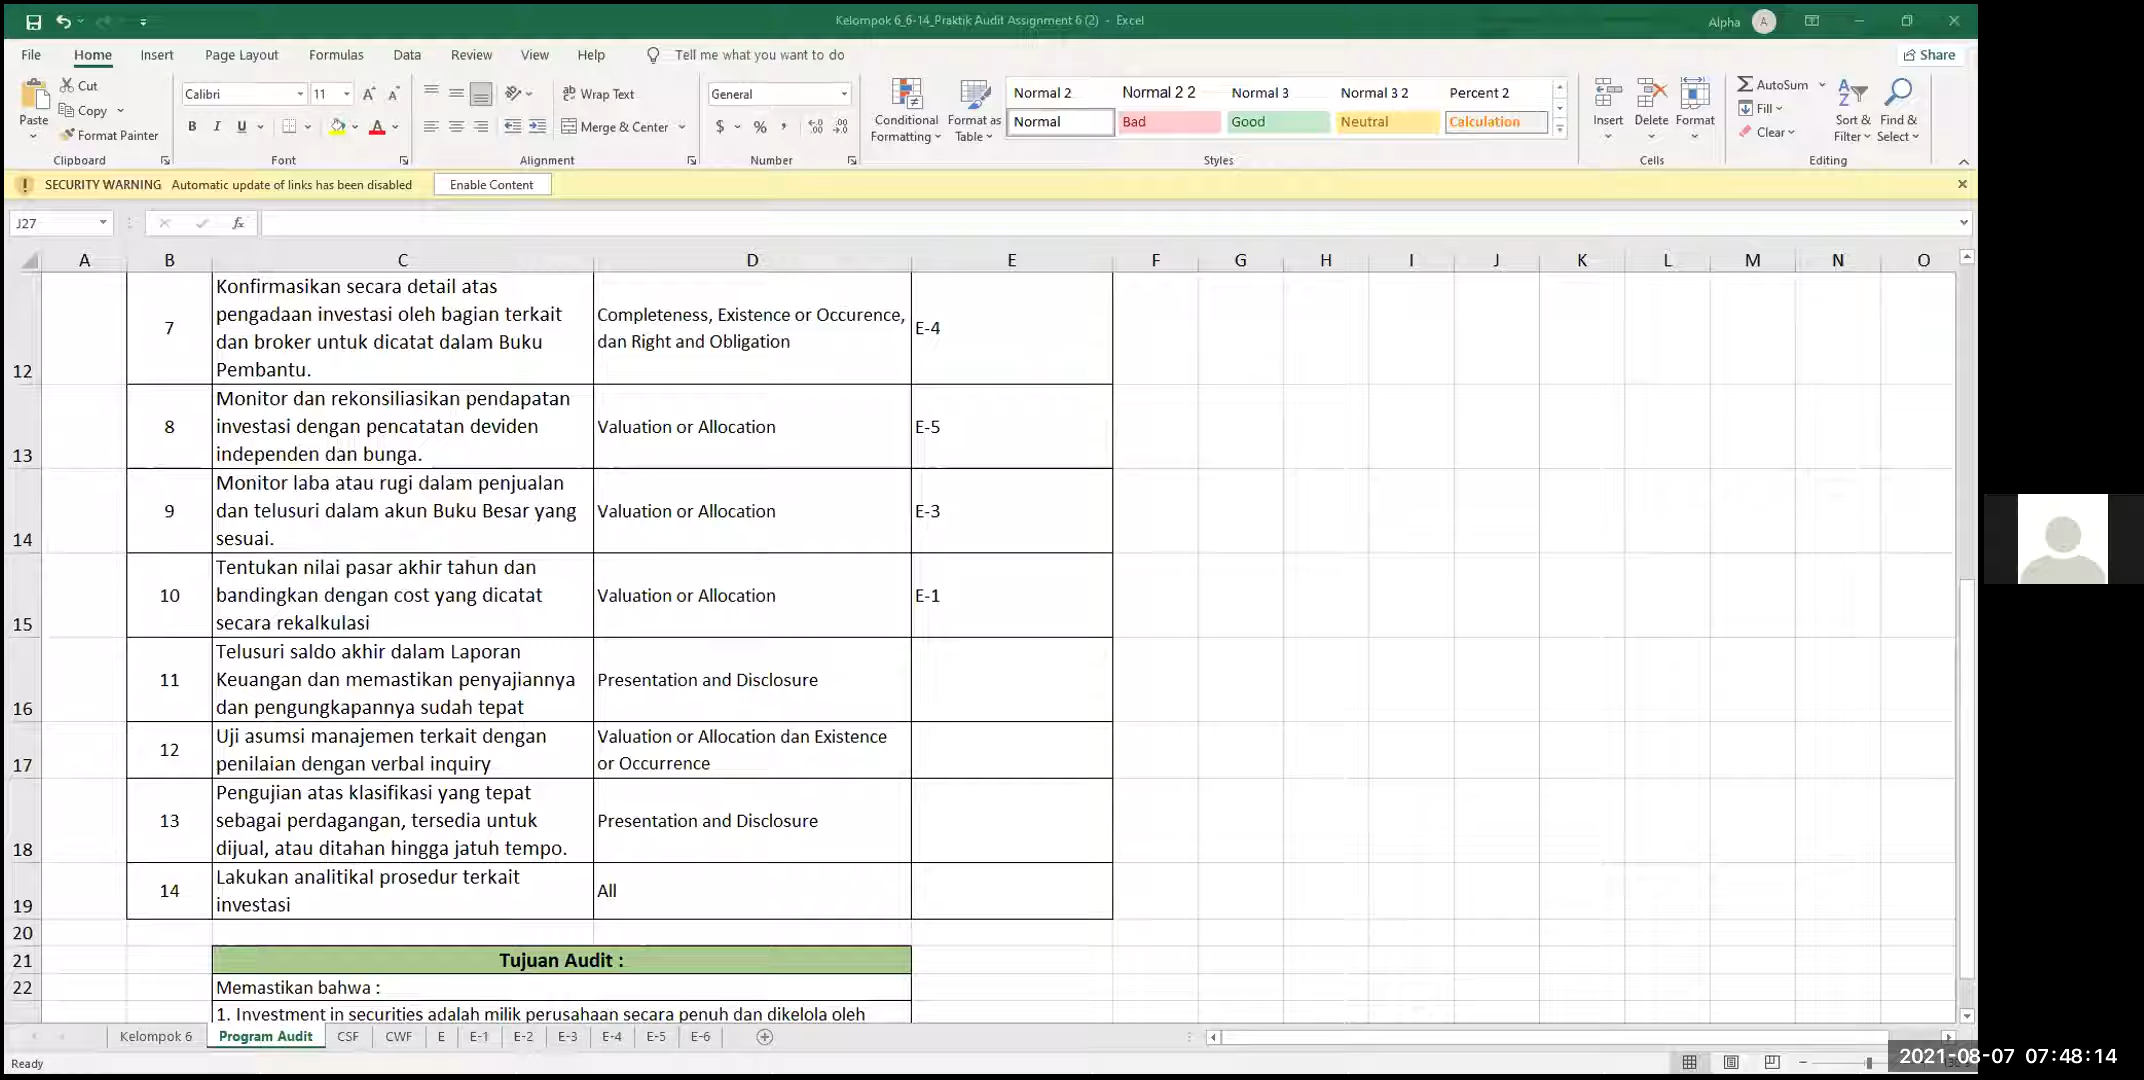 Kelompok 6_6-14_Praktik Audit Assignment 6 (2) - Excel
Alpha A
File Home Insert Page Layout Formulas Data Review View Help Tell me what you want to do Share
Paste Cut Copy Format Painter Clipboard
Calibri 11 B I U A Font
Wrap Text Merge & Center Alignment
General $ % Number
Conditional Formatting Format as Table
Normal 2 Normal 2 2 Normal 3 Normal 3 2 Percent 2
Normal Bad Good Neutral Calculation
Styles
Insert Delete Format Cells
AutoSum Fill Clear Sort & Filter Find & Select Editing
SECURITY WARNING Automatic update of links has been disabled Enable Content
J27 fx
A B C D E F G H I J K L M N O
12
7
Konfirmasikan secara detail atas
pengadaan investasi oleh bagian terkait
dan broker untuk dicatat dalam Buku
Pembantu.
Completeness, Existence or Occurence,
dan Right and Obligation
E-4
13
8
Monitor dan rekonsiliasikan pendapatan
investasi dengan pencatatan deviden
independen dan bunga.
Valuation or Allocation
E-5
14
9
Monitor laba atau rugi dalam penjualan
dan telusuri dalam akun Buku Besar yang
sesuai.
Valuation or Allocation
E-3
15
10
Tentukan nilai pasar akhir tahun dan
bandingkan dengan cost yang dicatat
secara rekalkulasi
Valuation or Allocation
E-1
16
11
Telusuri saldo akhir dalam Laporan
Keuangan dan memastikan penyajiannya
dan pengungkapannya sudah tepat
Presentation and Disclosure
17
12
Uji asumsi manajemen terkait dengan
penilaian dengan verbal inquiry
Valuation or Allocation dan Existence
or Occurrence
18
13
Pengujian atas klasifikasi yang tepat
sebagai perdagangan, tersedia untuk
dijual, atau ditahan hingga jatuh tempo.
Presentation and Disclosure
19
14
Lakukan analitikal prosedur terkait
investasi
All
20
21
Tujuan Audit :
22
Memastikan bahwa :
1. Investment in securities adalah milik perusahaan secara penuh dan dikelola oleh
Kelompok 6 Program Audit CSF CWF E E-1 E-2 E-3 E-4 E-5 E-6
Ready
2021-08-07 07:48:14